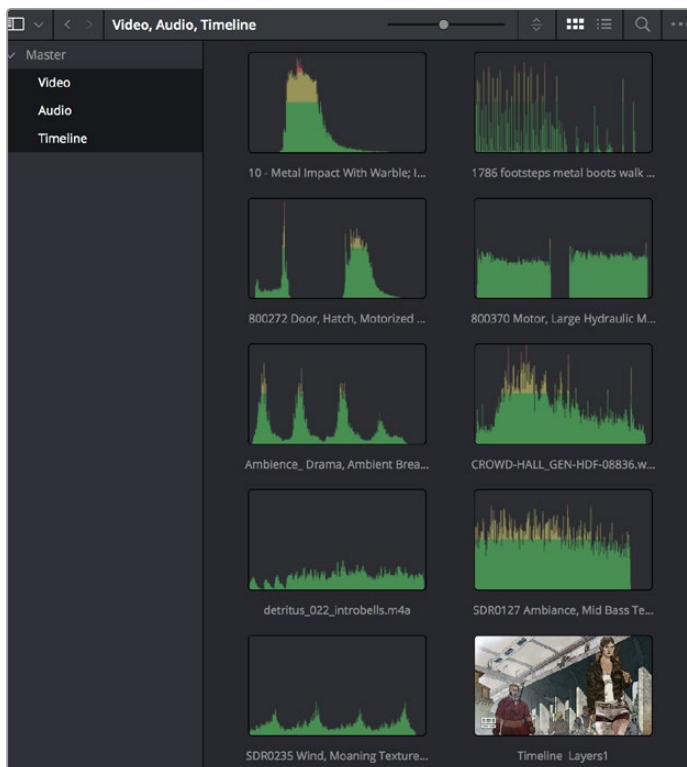 Video, Audio, Timeline
Master
Video
Audio
Timeline
10 - Metal Impact With Warble; I...
1786 footsteps metal boots walk ...
800272 Door, Hatch, Motorized ...
800370 Motor, Large Hydraulic M...
Ambience_ Drama, Ambient Brea...
CROWD-HALL_GEN-HDF-08836.w...
detritus_022_introbells.m4a
SDR0127 Ambiance, Mid Bass Te...
SDR0235 Wind, Moaning Texture...
Timeline_Layers1